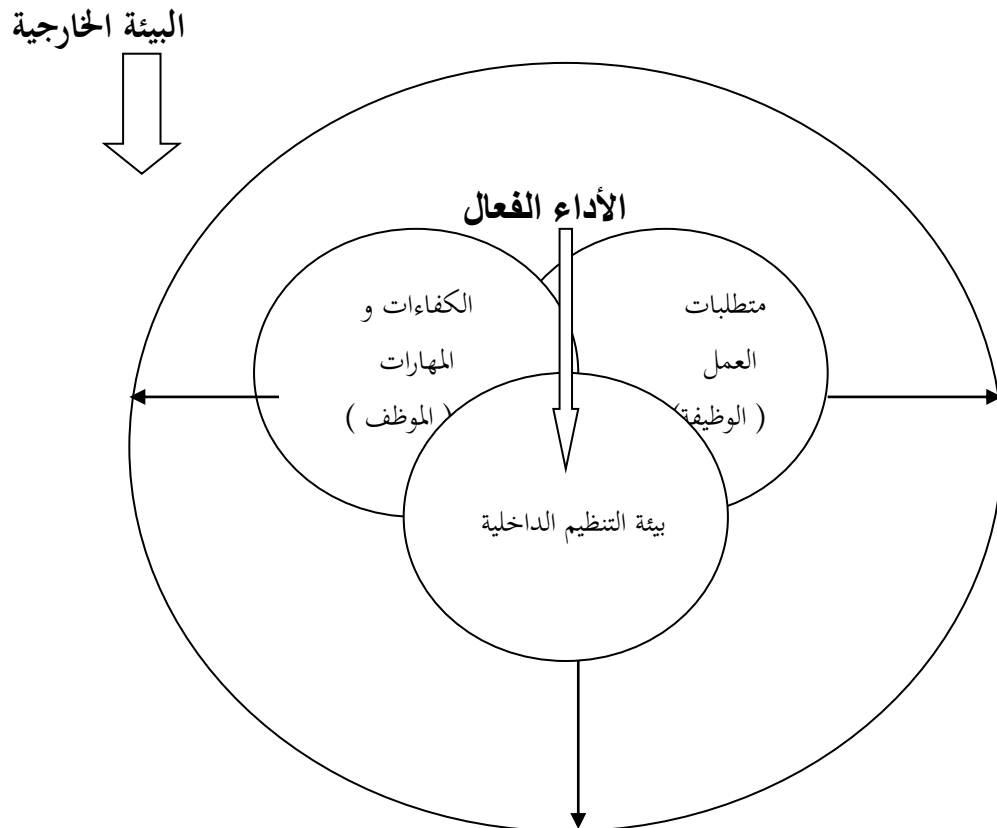 البيئة الخارجية
الأداء الفعال
متطلبات
العمل
( الوظيفة)
الكفاءات و
المهارات
( الموظف )
بيئة التنظيم الداخلية